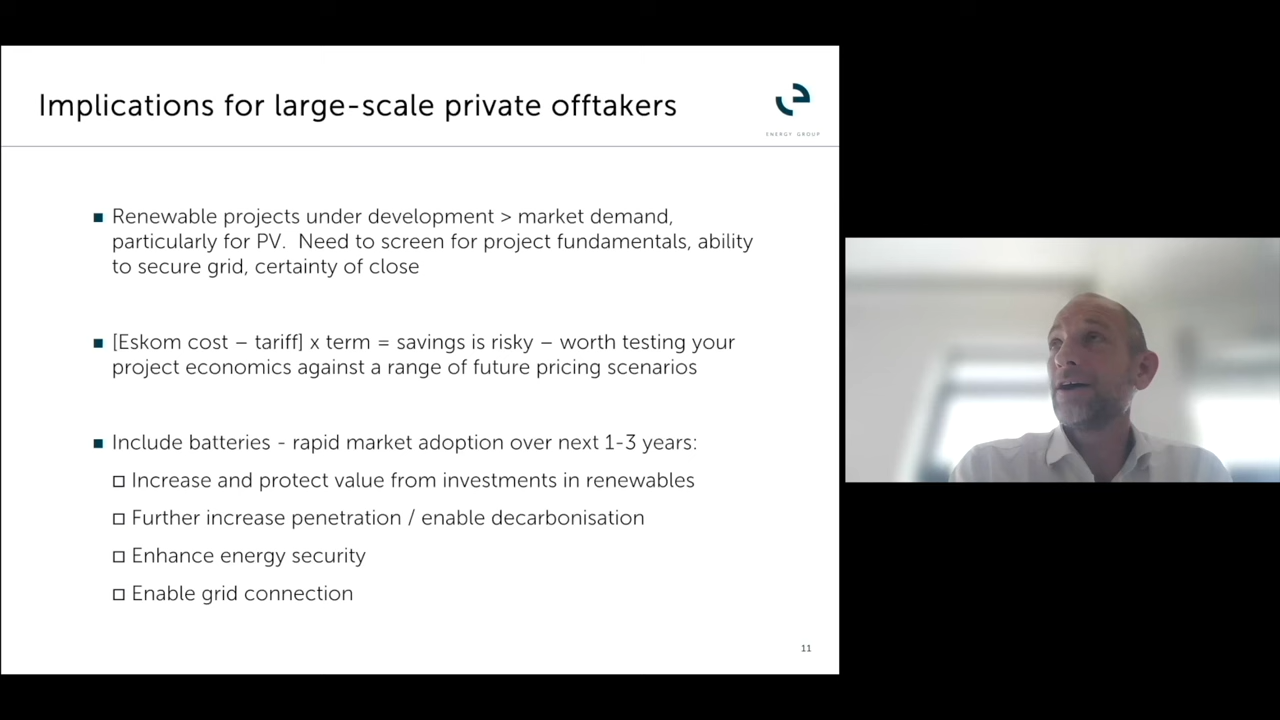 Implications for large-scale private offtakers
ENERGY GROUP
■ Renewable projects under development > market demand,
particularly for PV. Need to screen for project fundamentals, ability
to secure grid, certainty of close
■ [Eskom cost – tariff] x term = savings is risky – worth testing your
project economics against a range of future pricing scenarios
■ Include batteries - rapid market adoption over next 1-3 years:
□ Increase and protect value from investments in renewables
□ Further increase penetration / enable decarbonisation
□ Enhance energy security
□ Enable grid connection
11